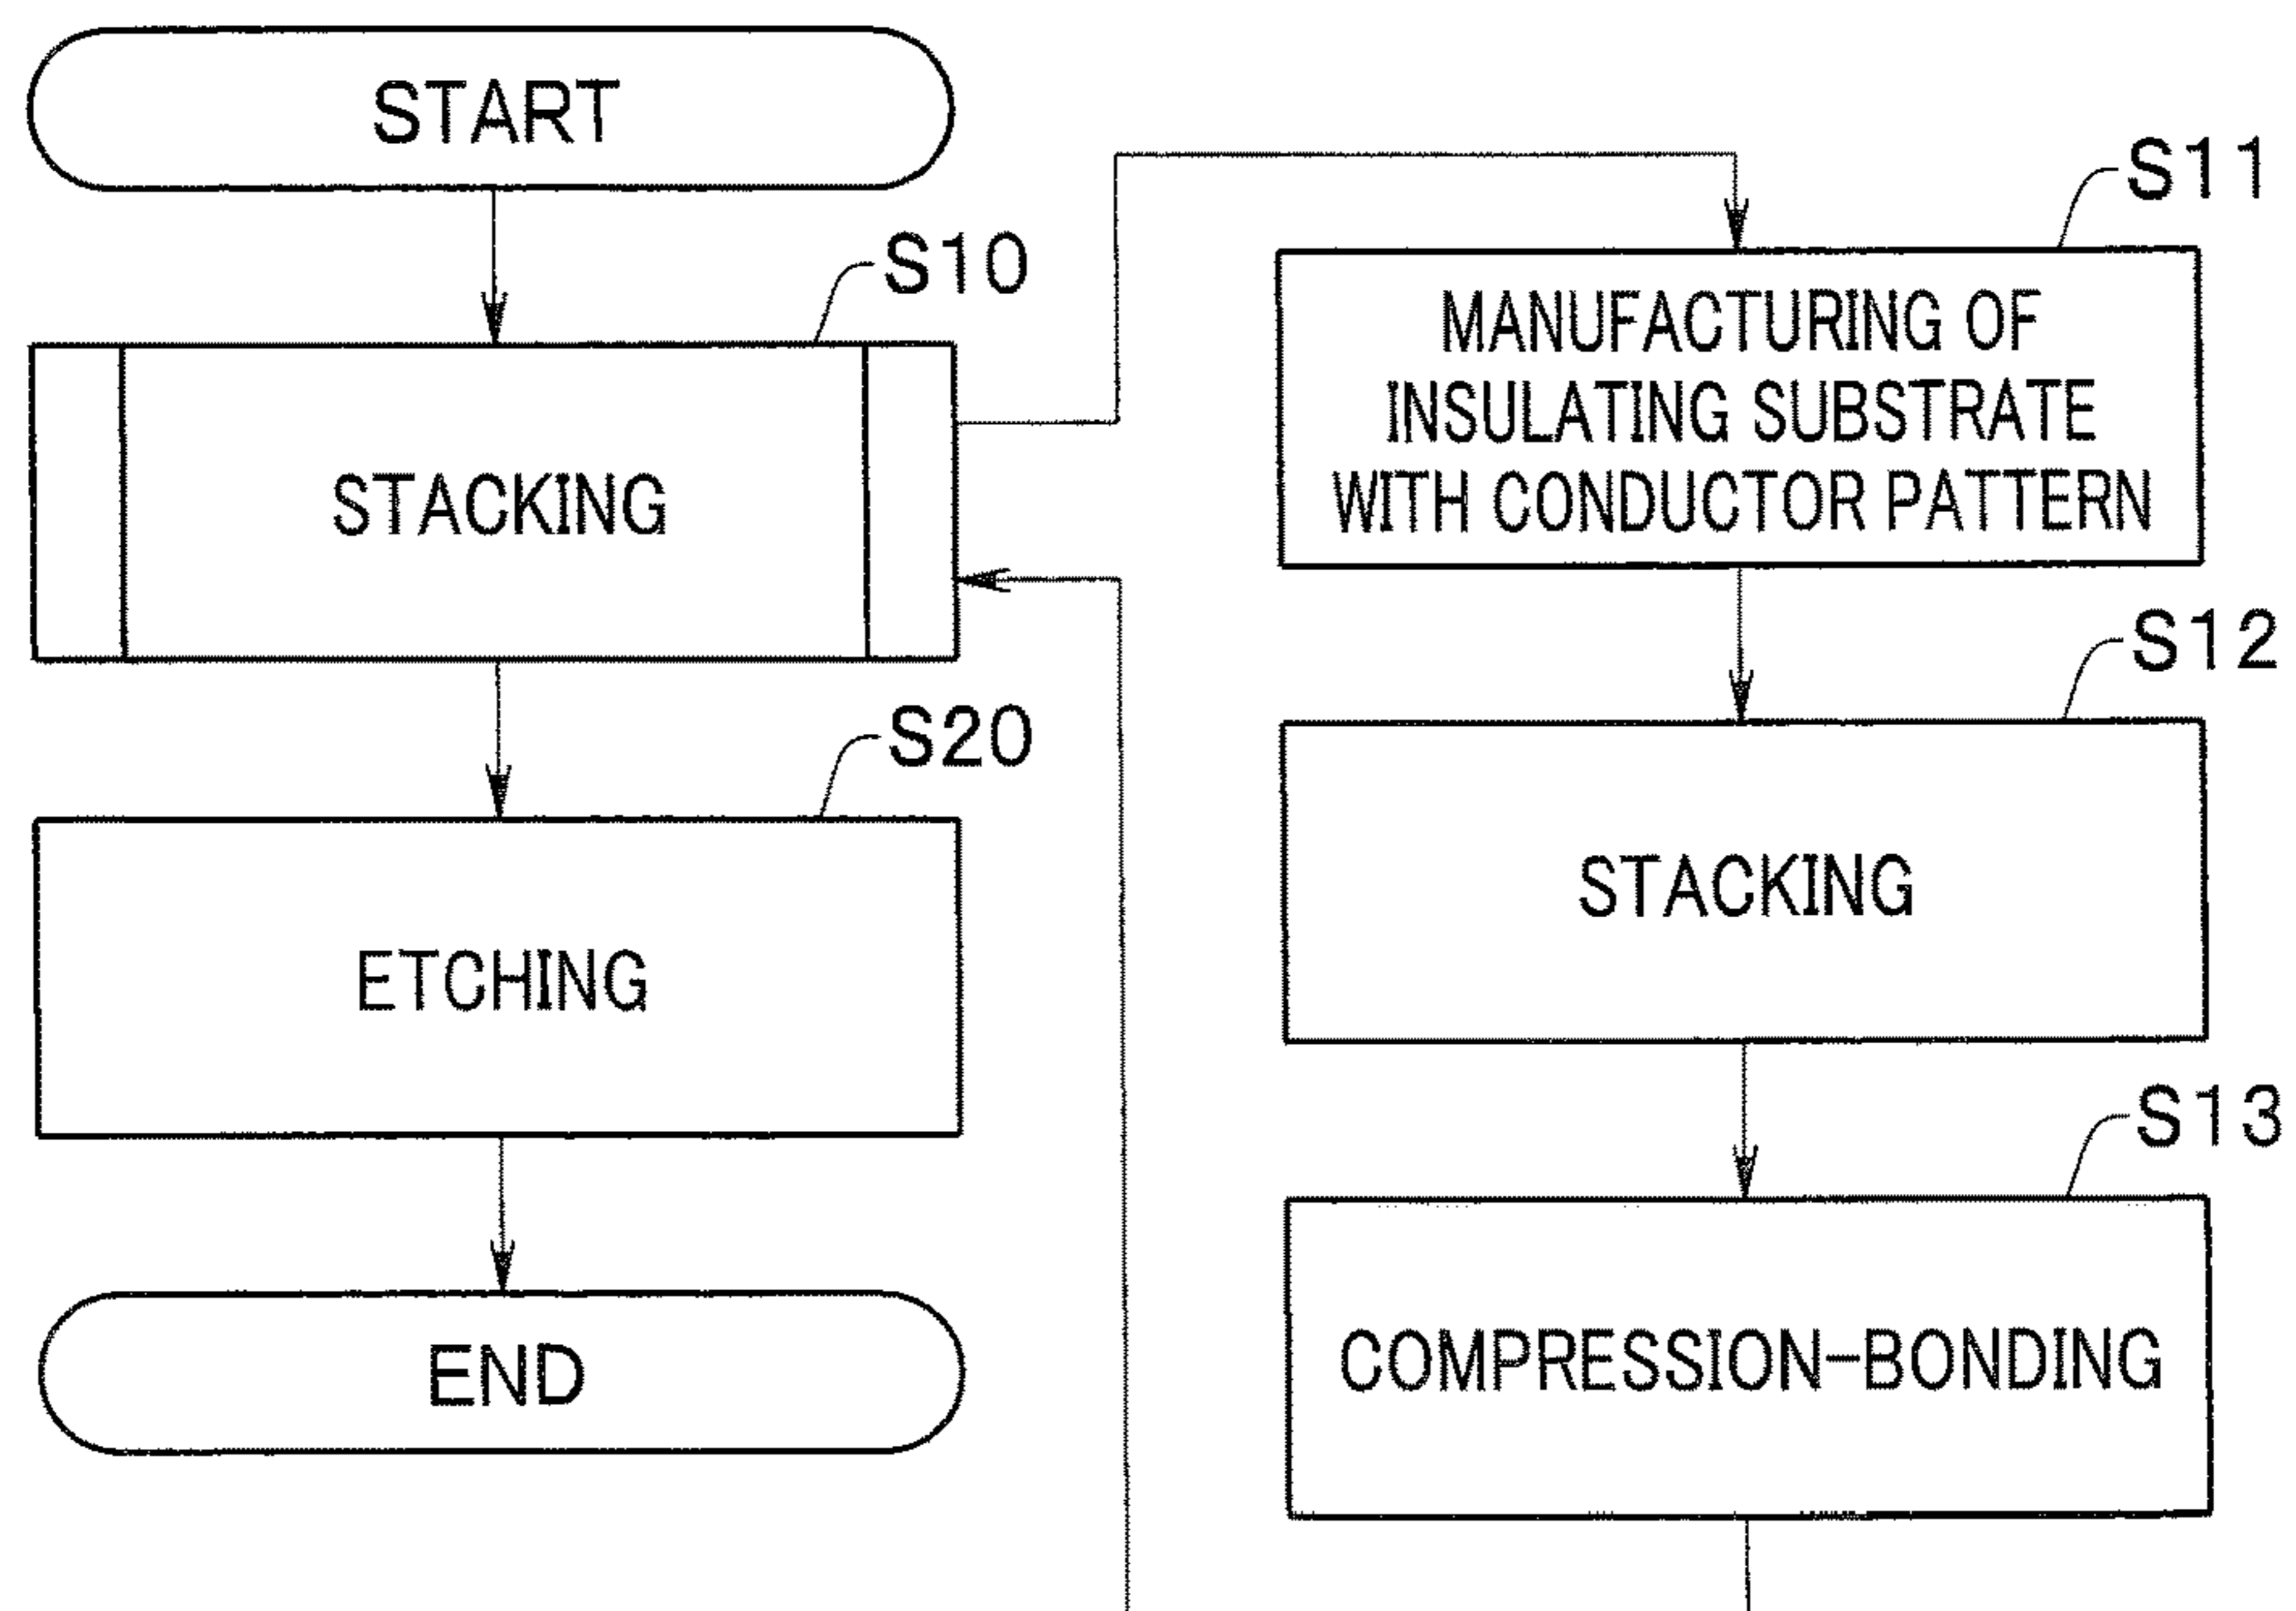 START
S10
STACKING
S20
ETCHING
END
S11
MANUFACTURING OF
INSULATING SUBSTRATE
WITH CONDUCTOR PATTERN
S12
STACKING
S13
COMPRESSION-BONDING